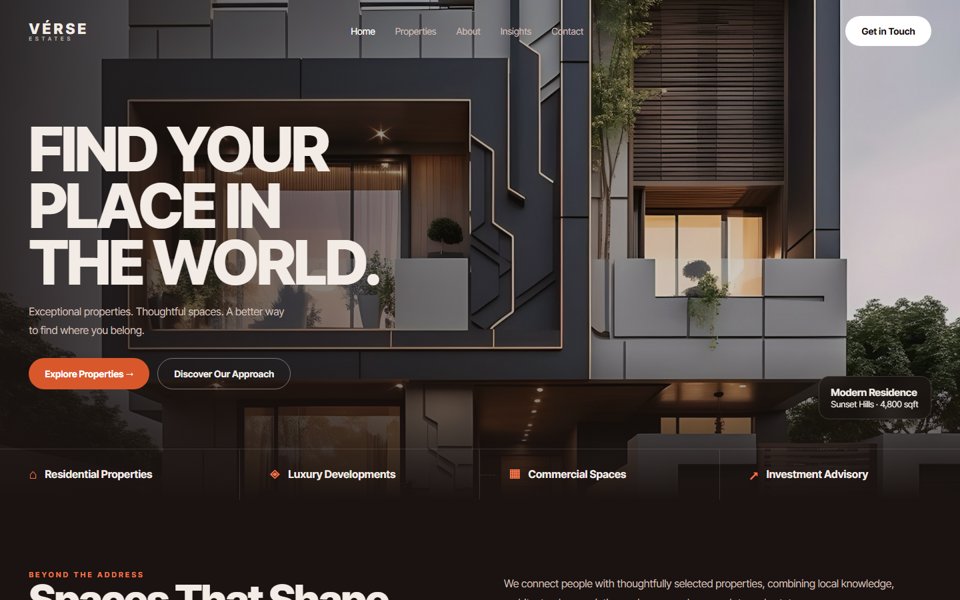 VÉRSE
ESTATES
Home Properties About Insights Contact
Get in Touch
FIND YOUR
PLACE IN
THE WORLD.
Exceptional properties. Thoughtful spaces. A better way
to find where you belong.
Explore Properties →
Discover Our Approach
Modern Residence
Sunset Hills · 4,800 sqft
Residential Properties
Luxury Developments
Commercial Spaces
Investment Advisory
BEYOND THE ADDRESS
Spaces That Shape
We connect people with thoughtfully selected properties, combining local knowledge,